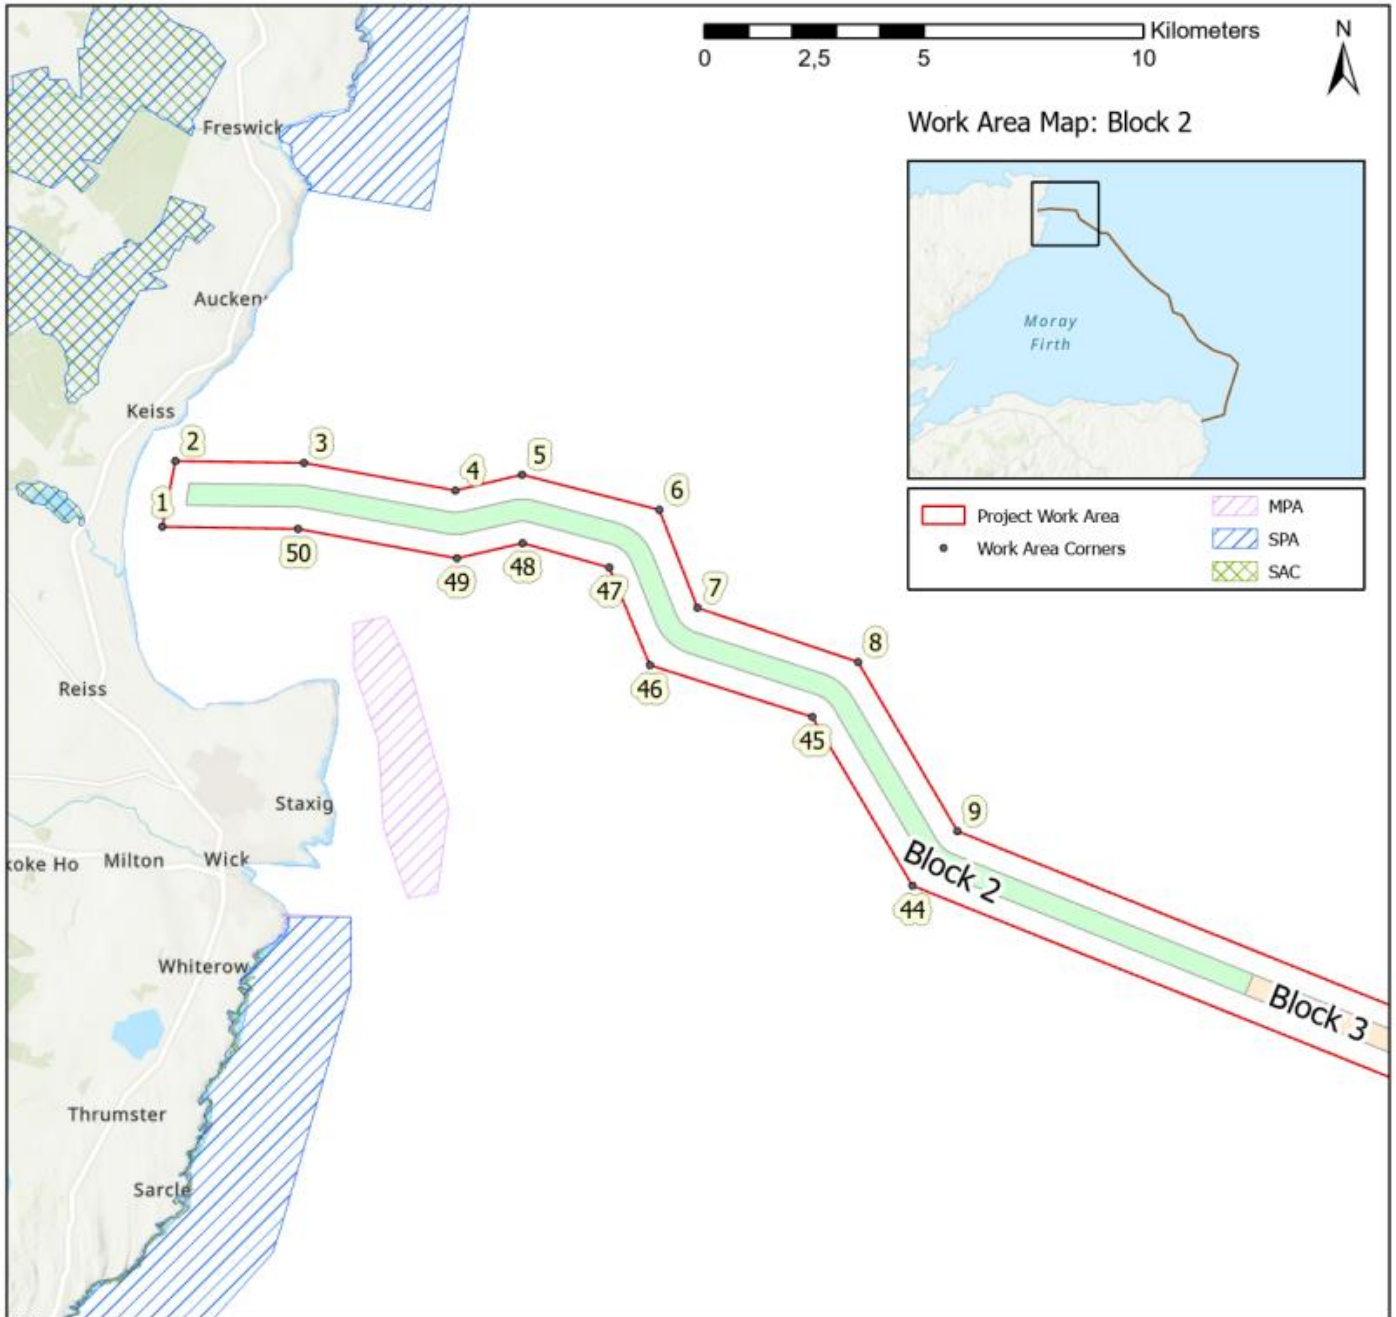 Kilometers
0 2,5 5 10
N
Work Area Map: Block 2
Moray
Firth
Project Work Area
Work Area Corners
MPA
SPA
SAC
Freswick
Aucken
Keiss
2
3
4
5
6
1
50
49
48
47
7
8
46
45
Reiss
9
Staxig
koke Ho
Milton
Wick
Block 2
44
Whiterow
Block 3
Thrumster
Sarcle